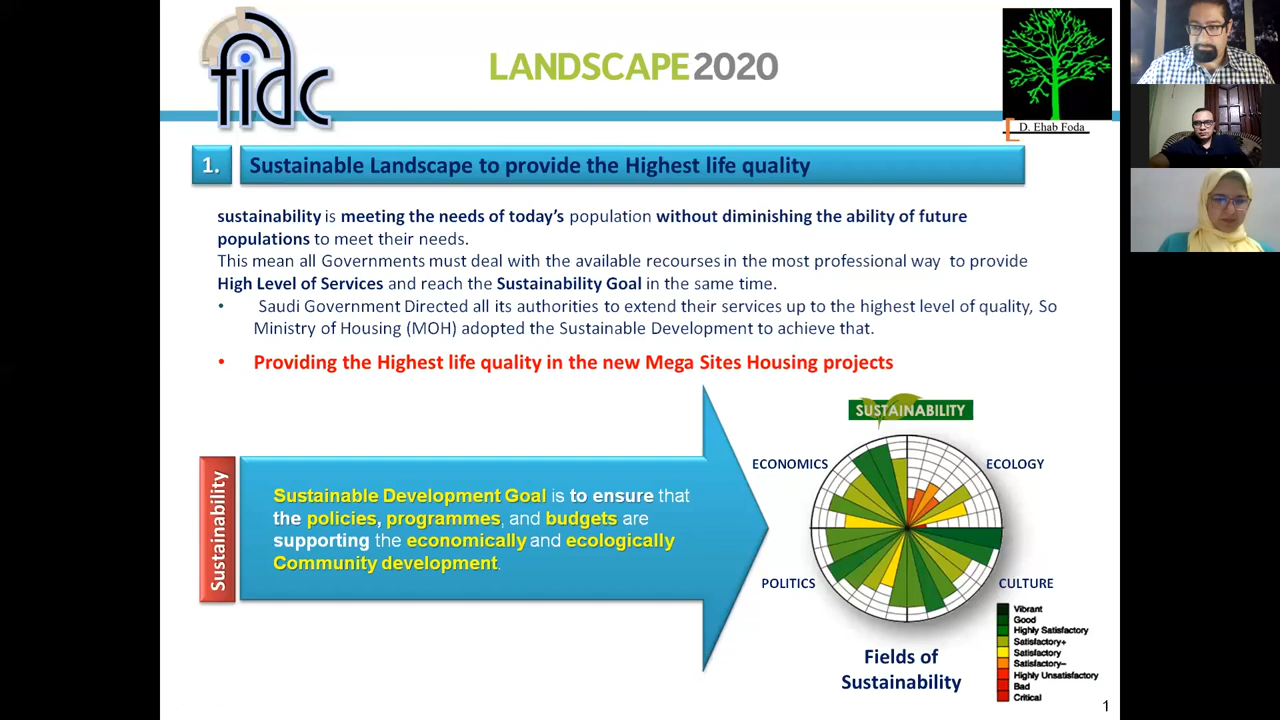 fidc
LANDSCAPE2020
D. Ehab Foda
1.
Sustainable Landscape to provide the Highest life quality
sustainability is meeting the needs of today's population without diminishing the ability of future
populations to meet their needs.
This mean all Governments must deal with the available recourses in the most professional way to provide
High Level of Services and reach the Sustainability Goal in the same time.
• Saudi Government Directed all its authorities to extend their services up to the highest level of quality, So
Ministry of Housing (MOH) adopted the Sustainable Development to achieve that.
• Providing the Highest life quality in the new Mega Sites Housing projects
Sustainability
Sustainable Development Goal is to ensure that
the policies, programmes, and budgets are
supporting the economically and ecologically
Community development.
SUSTAINABILITY
ECONOMICS
ECOLOGY
POLITICS
CULTURE
Vibrant
Good
Highly Satisfactory
Satisfactory+
Satisfactory
Satisfactory–
Highly Unsatisfactory
Bad
Critical
Fields of
Sustainability
1